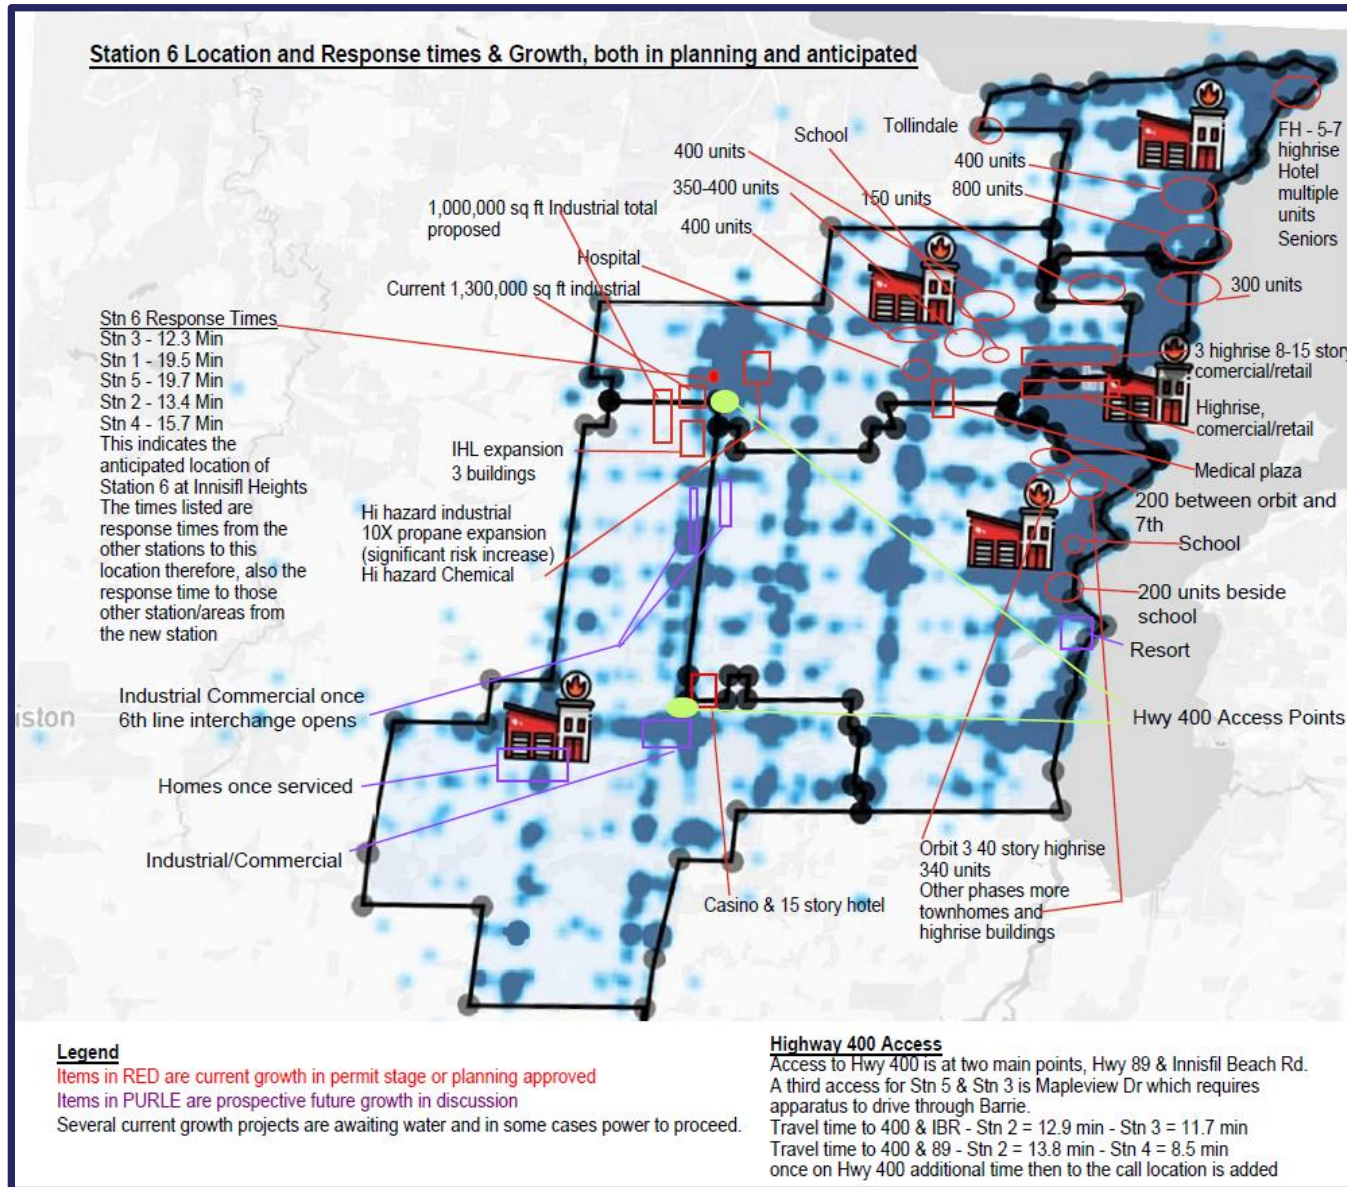 Station 6 Location and Response times & Growth, both in planning and anticipated
Tollindale
School
400 units
350-400 units
400 units
150 units
400 units
800 units
FH - 5-7
highrise
Hotel
multiple
units
Seniors
1,000,000 sq ft Industrial total
proposed
Hospital
Current 1,300,000 sq ft industrial
300 units
Stn 6 Response Times
Stn 3 - 12.3 Min
Stn 1 - 19.5 Min
Stn 5 - 19.7 Min
Stn 2 - 13.4 Min
Stn 4 - 15.7 Min
This indicates the
anticipated location of
Station 6 at Innisifl Heights
The times listed are
response times from the
other stations to this
location therefore, also the
response time to those
other station/areas from
the new station
3 highrise 8-15 story
comercial/retail
Highrise,
comercial/retail
Medical plaza
IHL expansion
3 buildings
Hi hazard industrial
10X propane expansion
(significant risk increase)
Hi hazard Chemical
200 between orbit and
7th
School
200 units beside
school
Resort
Industrial Commercial once
6th line interchange opens
iston
Hwy 400 Access Points
Homes once serviced
Industrial/Commercial
Casino & 15 story hotel
Orbit 3 40 story highrise
340 units
Other phases more
townhomes and
highrise buildings
Legend
Items in RED are current growth in permit stage or planning approved
Items in PURLE are prospective future growth in discussion
Several current growth projects are awaiting water and in some cases power to proceed.
Highway 400 Access
Access to Hwy 400 is at two main points, Hwy 89 & Innisfil Beach Rd.
A third access for Stn 5 & Stn 3 is Mapleview Dr which requires
apparatus to drive through Barrie.
Travel time to 400 & IBR - Stn 2 = 12.9 min - Stn 3 = 11.7 min
Travel time to 400 & 89 - Stn 2 = 13.8 min - Stn 4 = 8.5 min
once on Hwy 400 additional time then to the call location is added